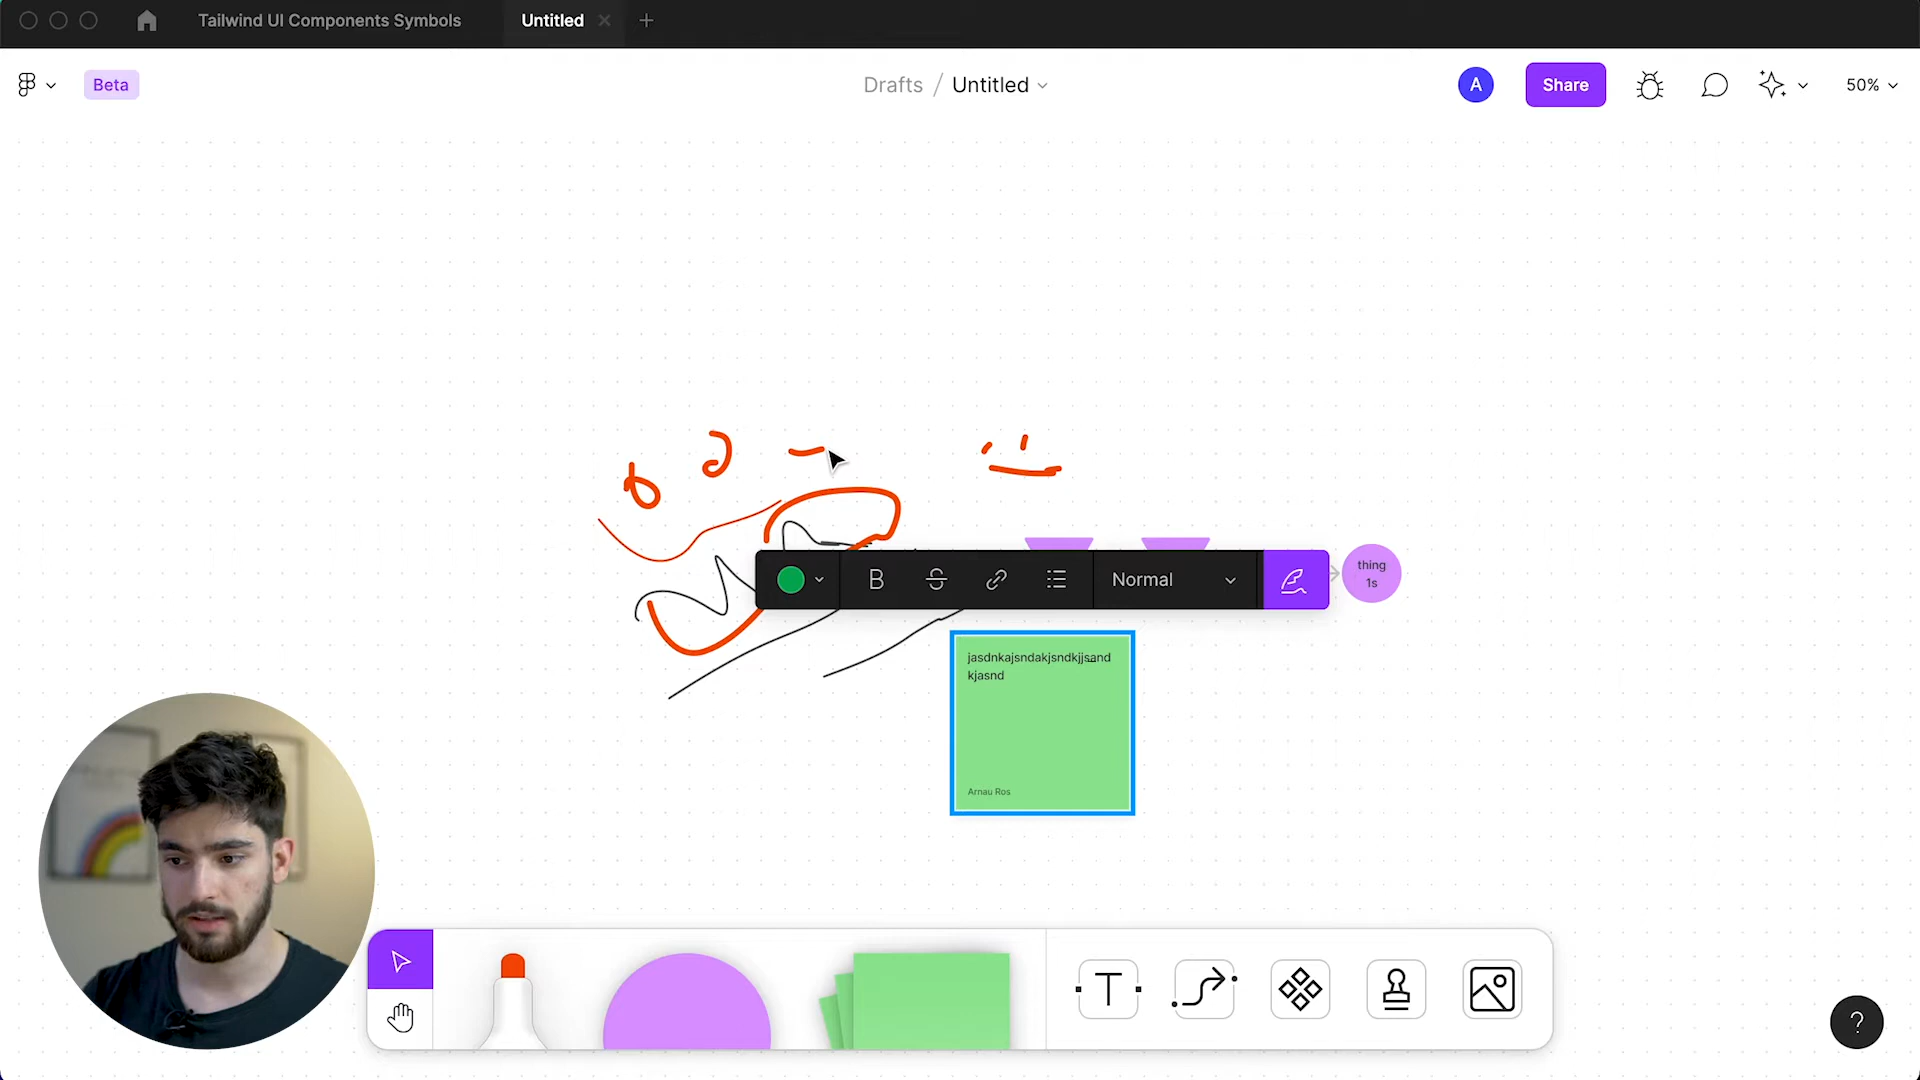 Tailwind UI Components Symbols
Untitled
Beta
Drafts / Untitled
A
Share
50%
B
S
Normal
thing
1s
jasdnkajsndakjsndkjjsand
kjasnd
Arnau Ros
T
?